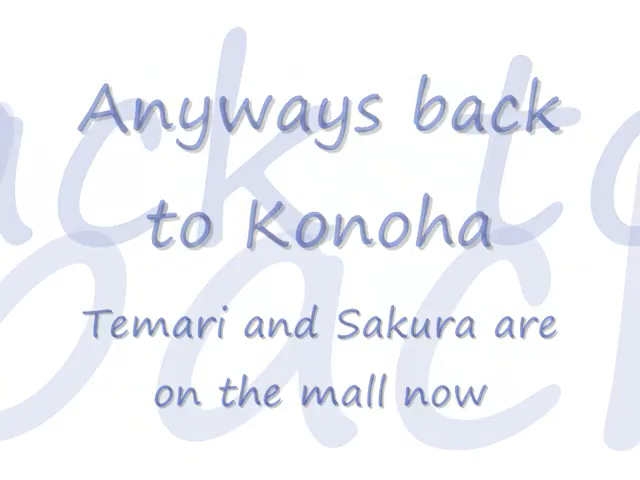 Anyways back
to Konoha
Temari and Sakura are
on the mall now